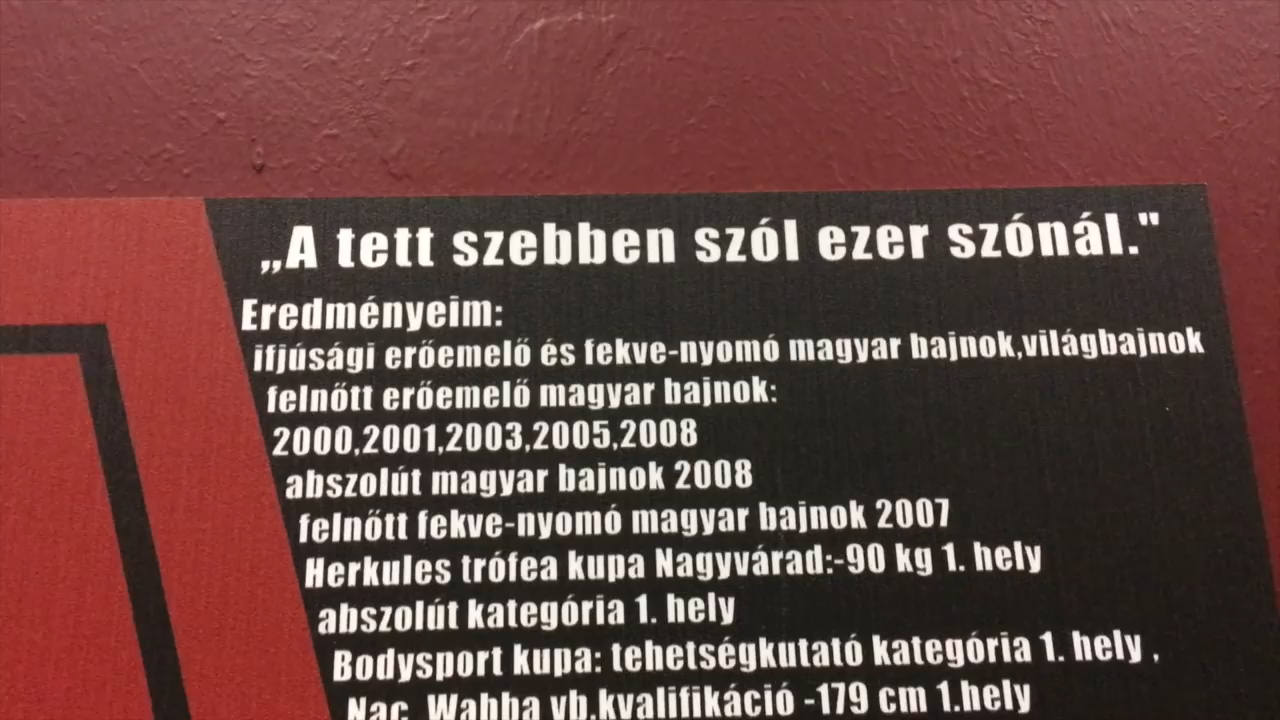 „A tett szebben szól ezer szónál."
Eredményeim:
ifjúsági erőemelő és fekve-nyomó magyar bajnok,világbajnok
felnőtt erőemelő magyar bajnok:
2000,2001,2003,2005,2008
abszolút magyar bajnok 2008
felnőtt fekve-nyomó magyar bajnok 2007
Herkules trófea kupa Nagyvárad:-90 kg 1. hely
abszolút kategória 1. hely
Bodysport kupa: tehetségkutató kategória 1. hely ,
Nac Wabba vb.kvalifikáció -179 cm 1.hely